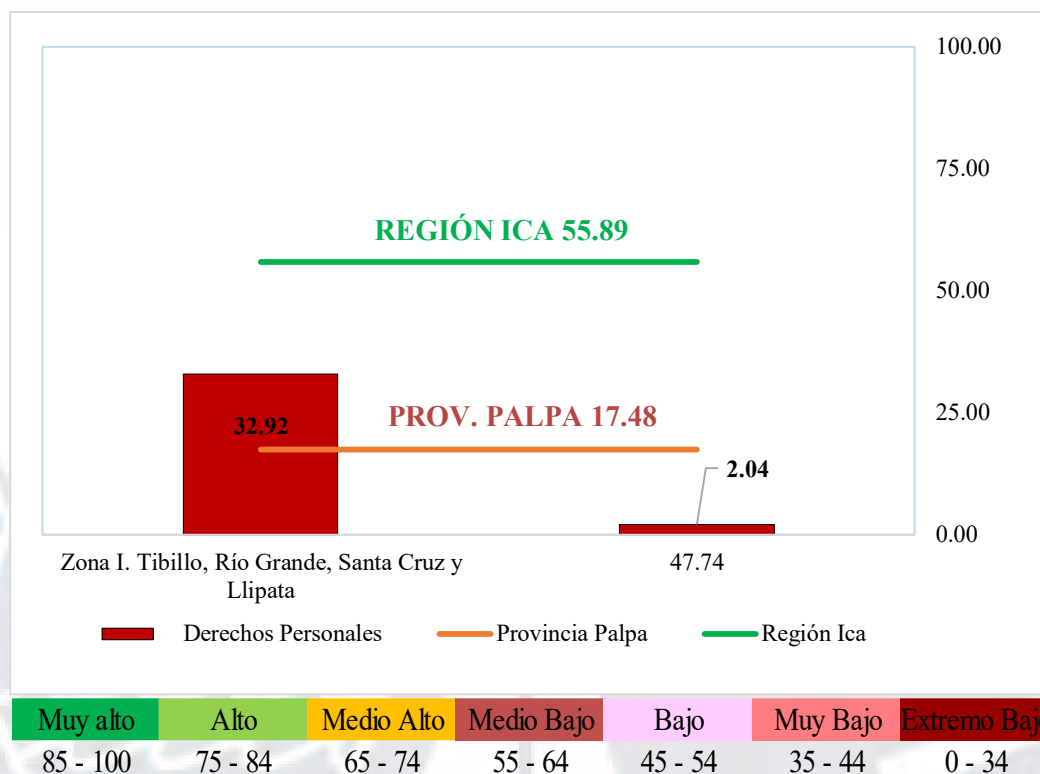 100.00
75.00
REGIÓN ICA 55.89
50.00
25.00
PROV. PALPA 17.48
32.92
2.04
0.00
Zona I. Tibillo, Río Grande, Santa Cruz y
Llipata
47.74
Derechos Personales
Provincia Palpa
Región Ica
Muy alto Alto Medio Alto Medio Bajo Bajo Muy Bajo Extremo Bajo
85 - 100 75 - 84 65 - 74 55 - 64 45 - 54 35 - 44 0 - 34